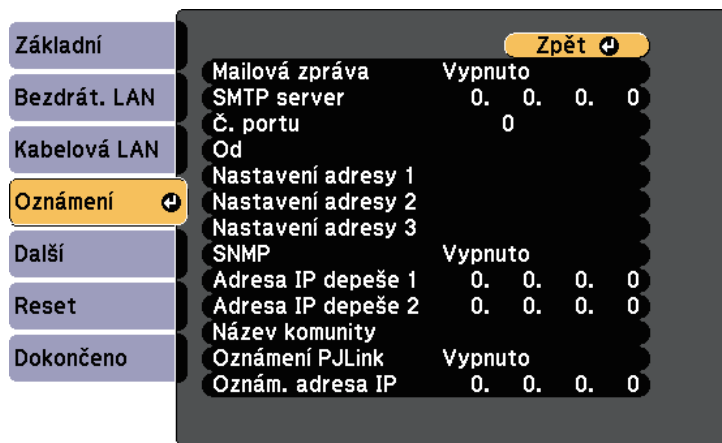 Základní
Bezdrát. LAN
Kabelová LAN
Oznámení
Další
Reset
Dokončeno
Zpět
Mailová zpráva Vypnuto
SMTP server 0. 0. 0. 0
Č. portu 0
Od
Nastavení adresy 1
Nastavení adresy 2
Nastavení adresy 3
SNMP Vypnuto
Adresa IP depeše 1 0. 0. 0. 0
Adresa IP depeše 2 0. 0. 0. 0
Název komunity
Oznámení PJLink Vypnuto
Oznám. adresa IP 0. 0. 0. 0